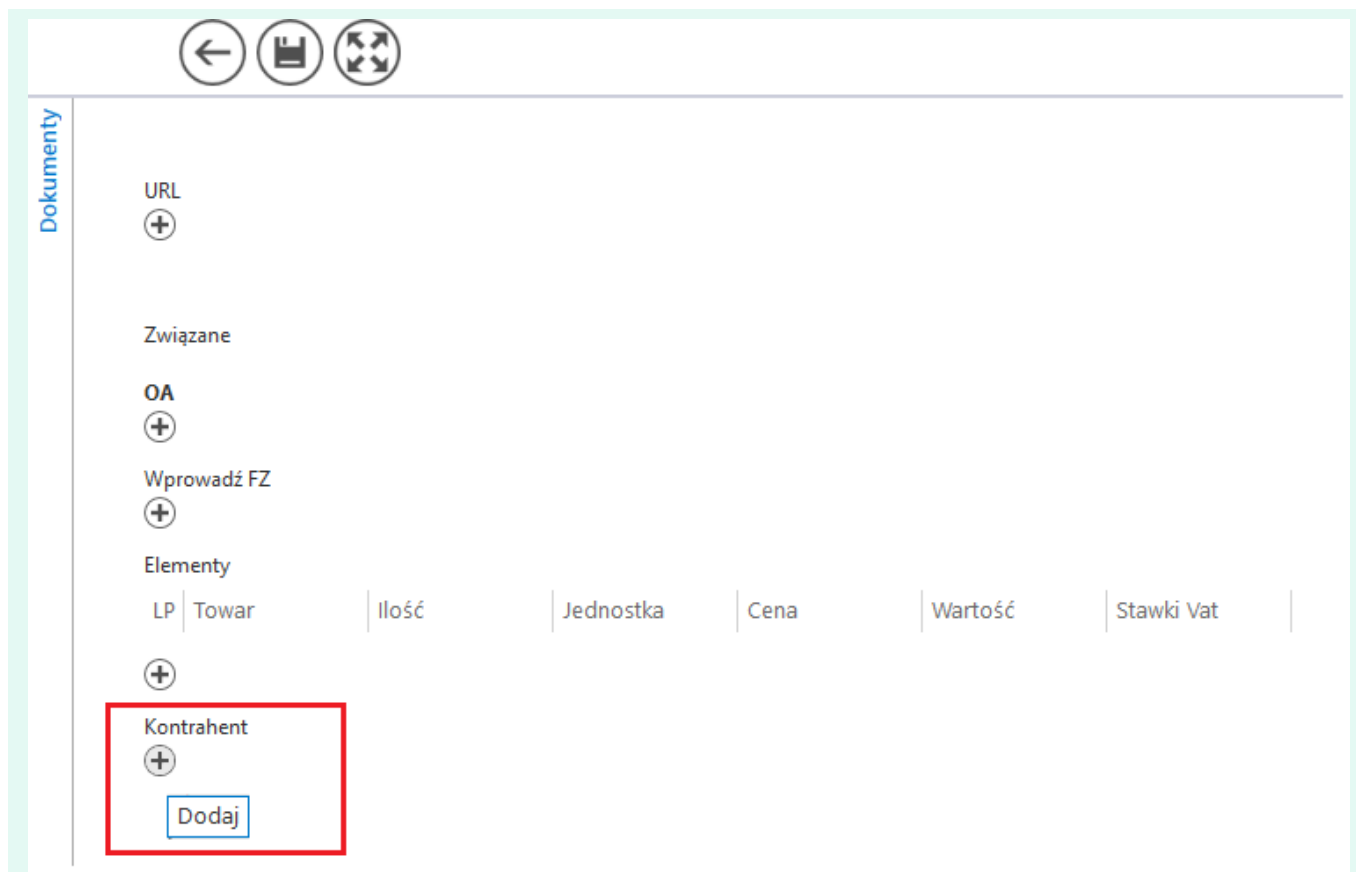 Dokumenty
URL
Związane
OA
Wprowadź FZ
Elementy
LP Towar Ilość Jednostka Cena Wartość Stawki Vat
Kontrahent
Dodaj